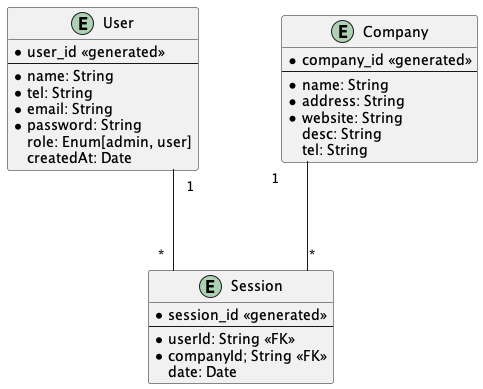 E User
* user_id «generated»
* name: String
* tel: String
* email: String
* password: String
role: Enum[admin, user]
createdAt: Date
E Company
* company_id «generated»
* name: String
* address: String
* website: String
desc: String
tel: String
1
1
*
*
E Session
* session_id «generated»
* userId: String «FK»
* companyId; String «FK»
date: Date